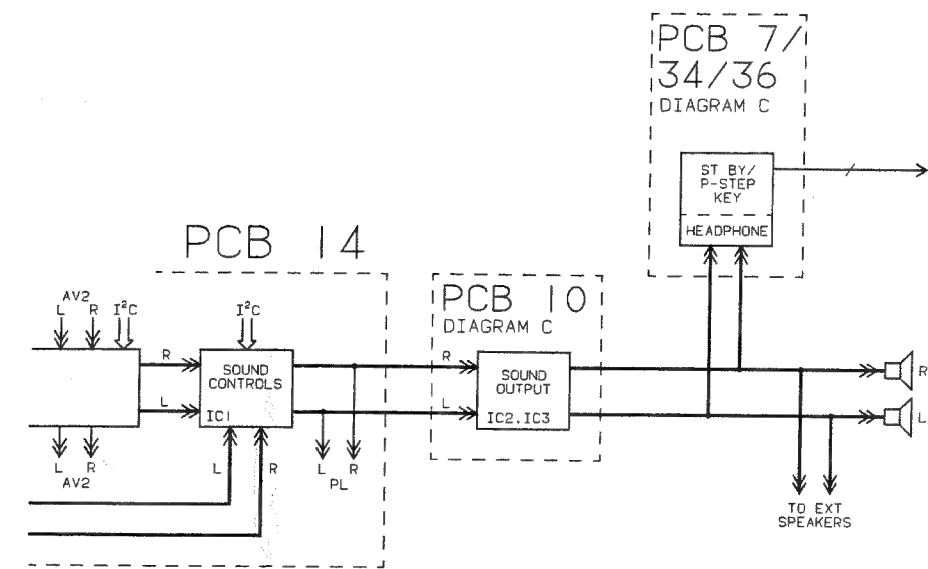 PCB 7/
34/36
DIAGRAM C
ST BY/
P-STEP
KEY
HEADPHONE
PCB 14
PCB 10
DIAGRAM C
AV2
L R I²C
I²C
R
L
SOUND
CONTROLS
IC1
R
L
SOUND
OUTPUT
IC2.IC3
R
L
L R
AV2
L R
L R
PL
TO EXT
SPEAKERS